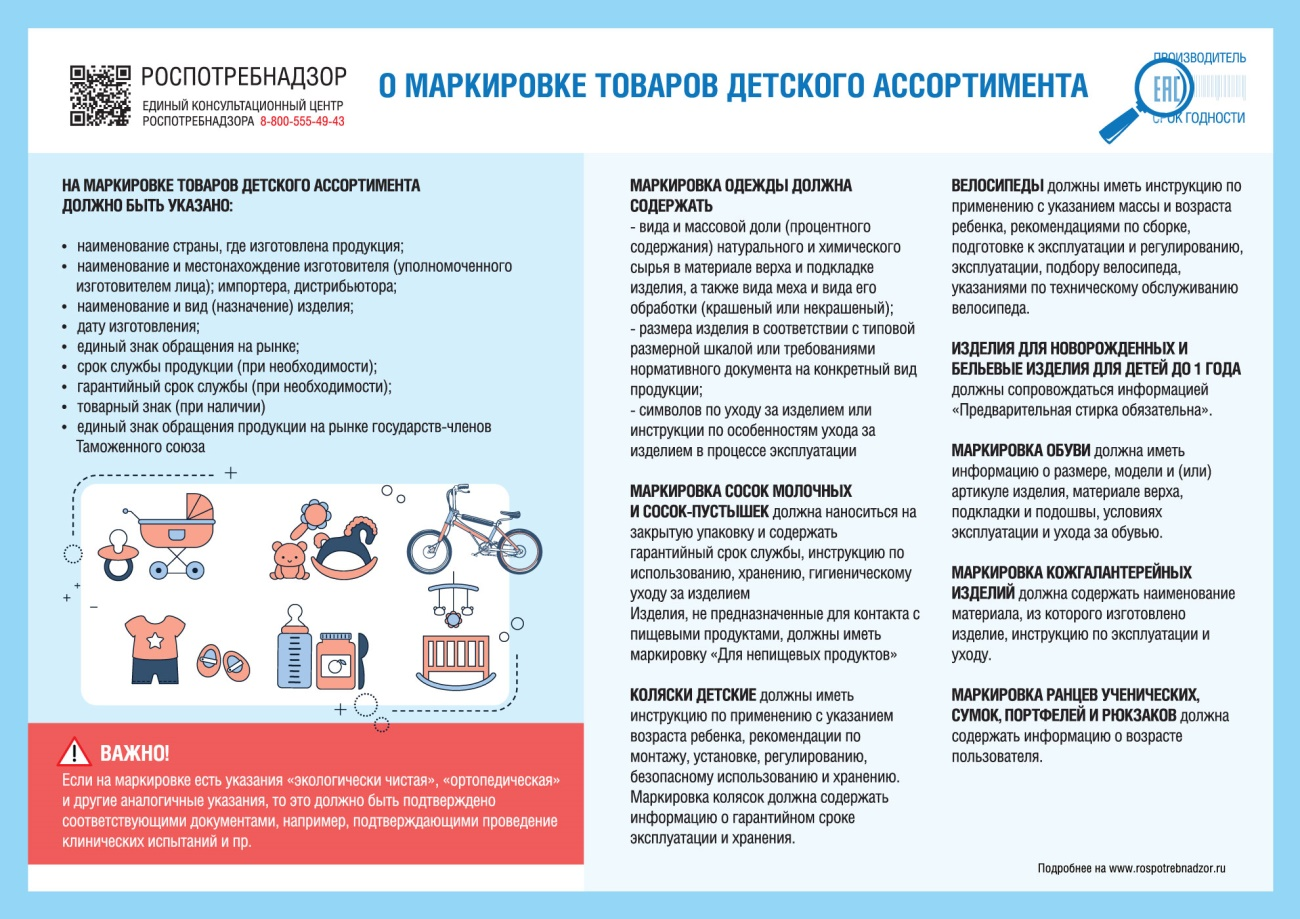 РОСПОТРЕБНАДЗОР
ЕДИНЫЙ КОНСУЛЬТАЦИОННЫЙ ЦЕНТР
РОСПОТРЕБНАДЗОРА 8-800-555-49-43
О МАРКИРОВКЕ ТОВАРОВ ДЕТСКОГО АССОРТИМЕНТА
ПРОИЗВОДИТЕЛЬ
ЕАС
СРОК ГОДНОСТИ
НА МАРКИРОВКЕ ТОВАРОВ ДЕТСКОГО АССОРТИМЕНТА
ДОЛЖНО БЫТЬ УКАЗАНО:
• наименование страны, где изготовлена продукция;
• наименование и местонахождение изготовителя (уполномоченного
изготовителем лица); импортера, дистрибьютора;
• наименование и вид (назначение) изделия;
• дату изготовления;
• единый знак обращения на рынке;
• срок службы продукции (при необходимости);
• гарантийный срок службы (при необходимости);
• товарный знак (при наличии)
• единый знак обращения продукции на рынке государств-членов
Таможенного союза
ВАЖНО!
Если на маркировке есть указания «экологически чистая», «ортопедическая»
и другие аналогичные указания, то это должно быть подтверждено
соответствующими документами, например, подтверждающими проведение
клинических испытаний и пр.
МАРКИРОВКА ОДЕЖДЫ ДОЛЖНА
СОДЕРЖАТЬ
- вида и массовой доли (процентного
содержания) натурального и химического
сырья в материале верха и подкладке
изделия, а также вида меха и вида его
обработки (крашеный или некрашеный);
- размера изделия в соответствии с типовой
размерной шкалой или требованиями
нормативного документа на конкретный вид
продукции;
- символов по уходу за изделием или
инструкции по особенностям ухода за
изделием в процессе эксплуатации
МАРКИРОВКА СОСОК МОЛОЧНЫХ
И СОСОК-ПУСТЫШЕК должна наноситься на
закрытую упаковку и содержать
гарантийный срок службы, инструкцию по
использованию, хранению, гигиеническому
уходу за изделием
Изделия, не предназначенные для контакта с
пищевыми продуктами, должны иметь
маркировку «Для непищевых продуктов»
КОЛЯСКИ ДЕТСКИЕ должны иметь
инструкцию по применению с указанием
возраста ребенка, рекомендации по
монтажу, установке, регулированию,
безопасному использованию и хранению.
Маркировка колясок должна содержать
информацию о гарантийном сроке
эксплуатации и хранения.
ВЕЛОСИПЕДЫ должны иметь инструкцию по
применению с указанием массы и возраста
ребенка, рекомендациями по сборке,
подготовке к эксплуатации и регулированию,
эксплуатации, подбору велосипеда,
указаниями по техническому обслуживанию
велосипеда.
ИЗДЕЛИЯ ДЛЯ НОВОРОЖДЕННЫХ И
БЕЛЬЕВЫЕ ИЗДЕЛИЯ ДЛЯ ДЕТЕЙ ДО 1 ГОДА
должны сопровождаться информацией
«Предварительная стирка обязательна».
МАРКИРОВКА ОБУВИ должна иметь
информацию о размере, модели и (или)
артикуле изделия, материале верха,
подкладки и подошвы, условиях
эксплуатации и ухода за обувью.
МАРКИРОВКА КОЖГАЛАНТЕРЕЙНЫХ
ИЗДЕЛИЙ должна содержать наименование
материала, из которого изготовлено
изделие, инструкцию по эксплуатации и
уходу.
МАРКИРОВКА РАНЦЕВ УЧЕНИЧЕСКИХ,
СУМОК, ПОРТФЕЛЕЙ И РЮКЗАКОВ должна
содержать информацию о возрасте
пользователя.
Подробнее на www.rospotrebnadzor.ru